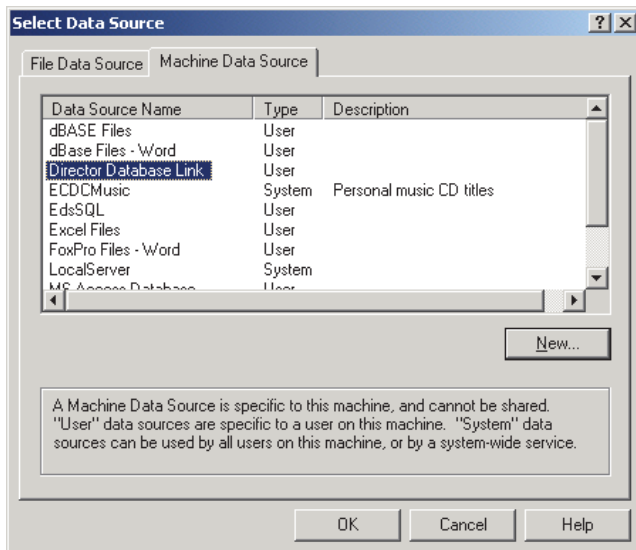 Select Data Source
File Data Source Machine Data Source
Data Source Name Type Description
dBASE Files User
dBase Files - Word User
Director Database Link User
ECDCMusic System Personal music CD titles
EdsSQL User
Excel Files User
FoxPro Files - Word User
LocalServer System
MS Access Database User
New...
A Machine Data Source is specific to this machine, and cannot be shared.
"User" data sources are specific to a user on this machine. "System" data
sources can be used by all users on this machine, or by a system-wide service.
OK Cancel Help